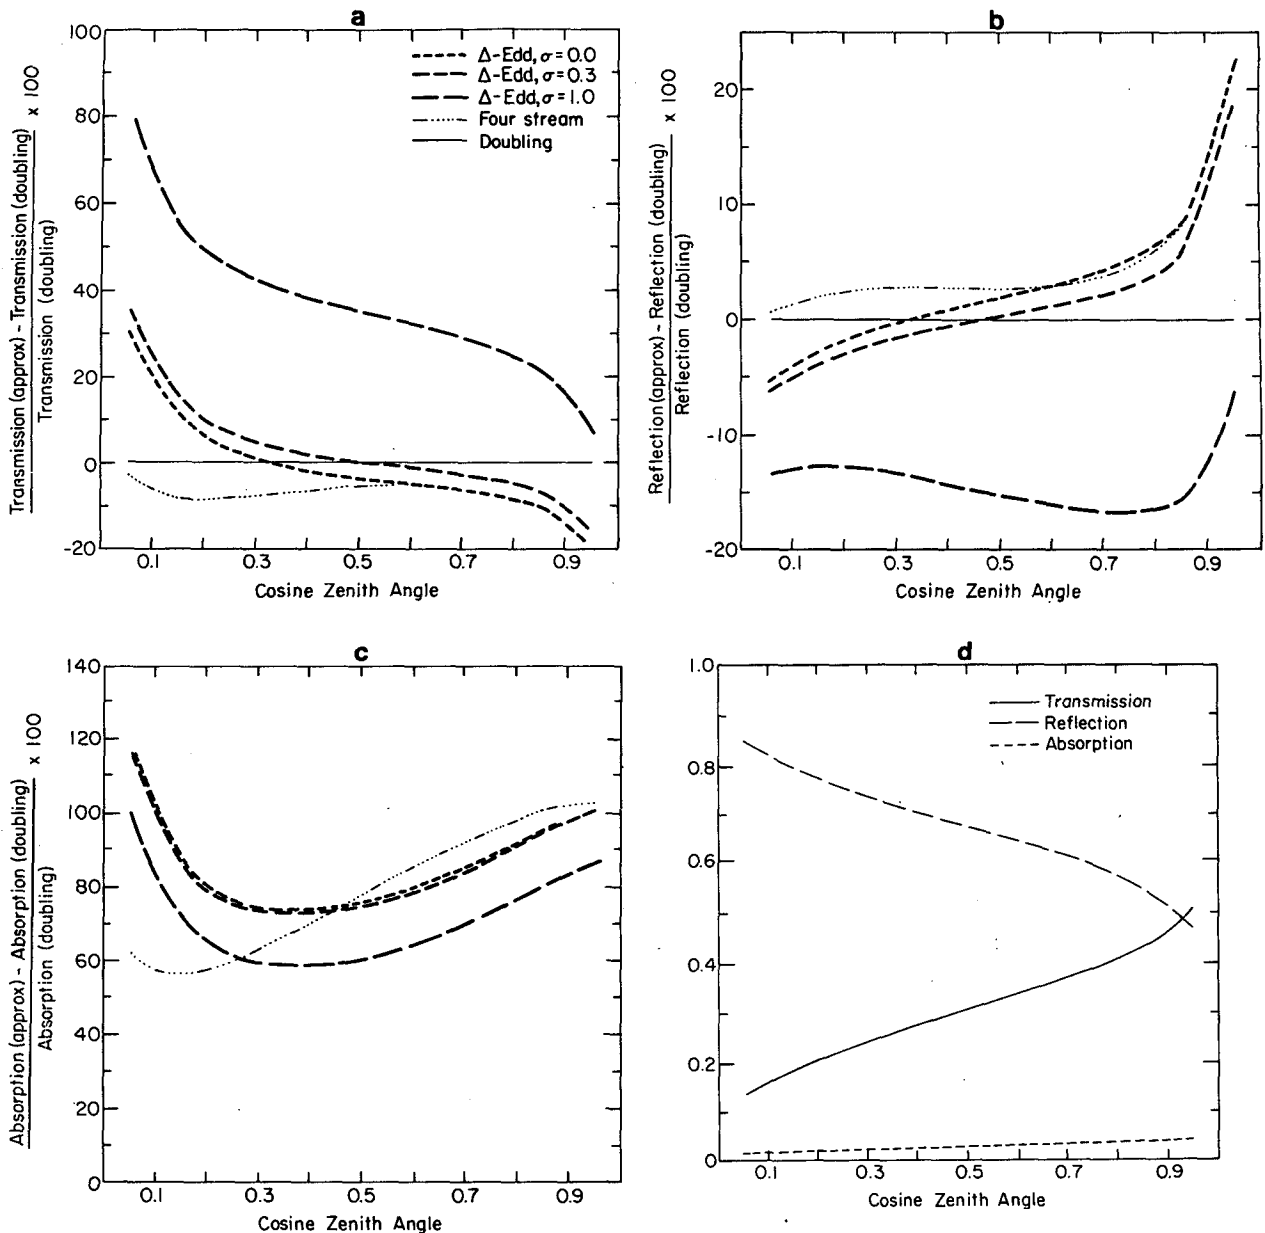 a
Transmission (approx) - Transmission (doubling)
Transmission (doubling)
x 100
100
80
60
40
20
0
-20
Δ-Edd, σ=0.0
Δ-Edd, σ=0.3
Δ-Edd, σ=1.0
Four stream
Doubling
0.1 0.3 0.5 0.7 0.9
Cosine Zenith Angle
b
Reflection (approx) - Reflection (doubling)
Reflection (doubling)
x 100
20
10
0
-10
-20
0.1 0.3 0.5 0.7 0.9
Cosine Zenith Angle
c
Absorption (approx) - Absorption (doubling)
Absorption (doubling)
x 100
140
120
100
80
60
40
20
0
0.1 0.3 0.5 0.7 0.9
Cosine Zenith Angle
d
1.0
0.8
0.6
0.4
0.2
0
Transmission
Reflection
Absorption
0.1 0.3 0.5 0.7 0.9
Cosine Zenith Angle